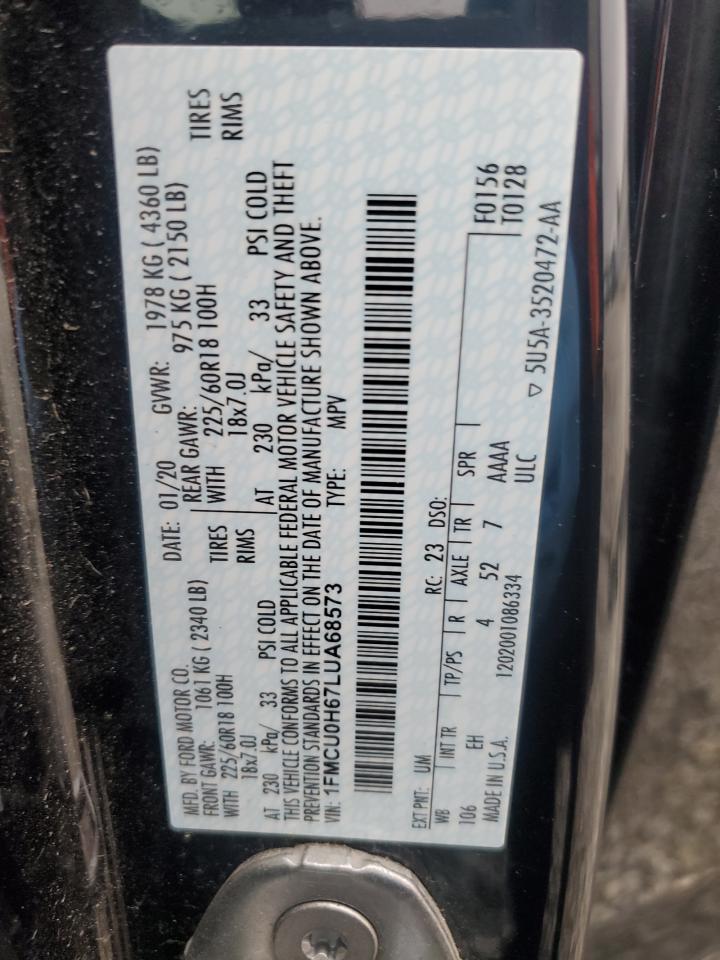 MFD. BY FORD MOTOR CO.
DATE: 01/20 GVWR: 1978 KG ( 4360 LB)
FRONT GAWR: 1061 KG ( 2340 LB) REAR GAWR: 975 KG ( 2150 LB)
WITH 225/60R18 100H TIRES WITH 225/60R18 100H TIRES
18x7.0J RIMS 18x7.0J RIMS
AT 230 kPa/ 33 PSI COLD AT 230 kPa/ 33 PSI COLD
THIS VEHICLE CONFORMS TO ALL APPLICABLE FEDERAL MOTOR VEHICLE SAFETY AND THEFT
PREVENTION STANDARDS IN EFFECT ON THE DATE OF MANUFACTURE SHOWN ABOVE.
VIN: 1FMCU0H67LUA68573 TYPE: MPV
EXT PNT: UM RC: 23 DSO:
WB INT TR TP/PS R AXLE TR SPR F0156
106 EH 4 52 7 AAAA T0128
MADE IN U.S.A. 1202001086334 ULC
▽ 5U5A-3520472-AA